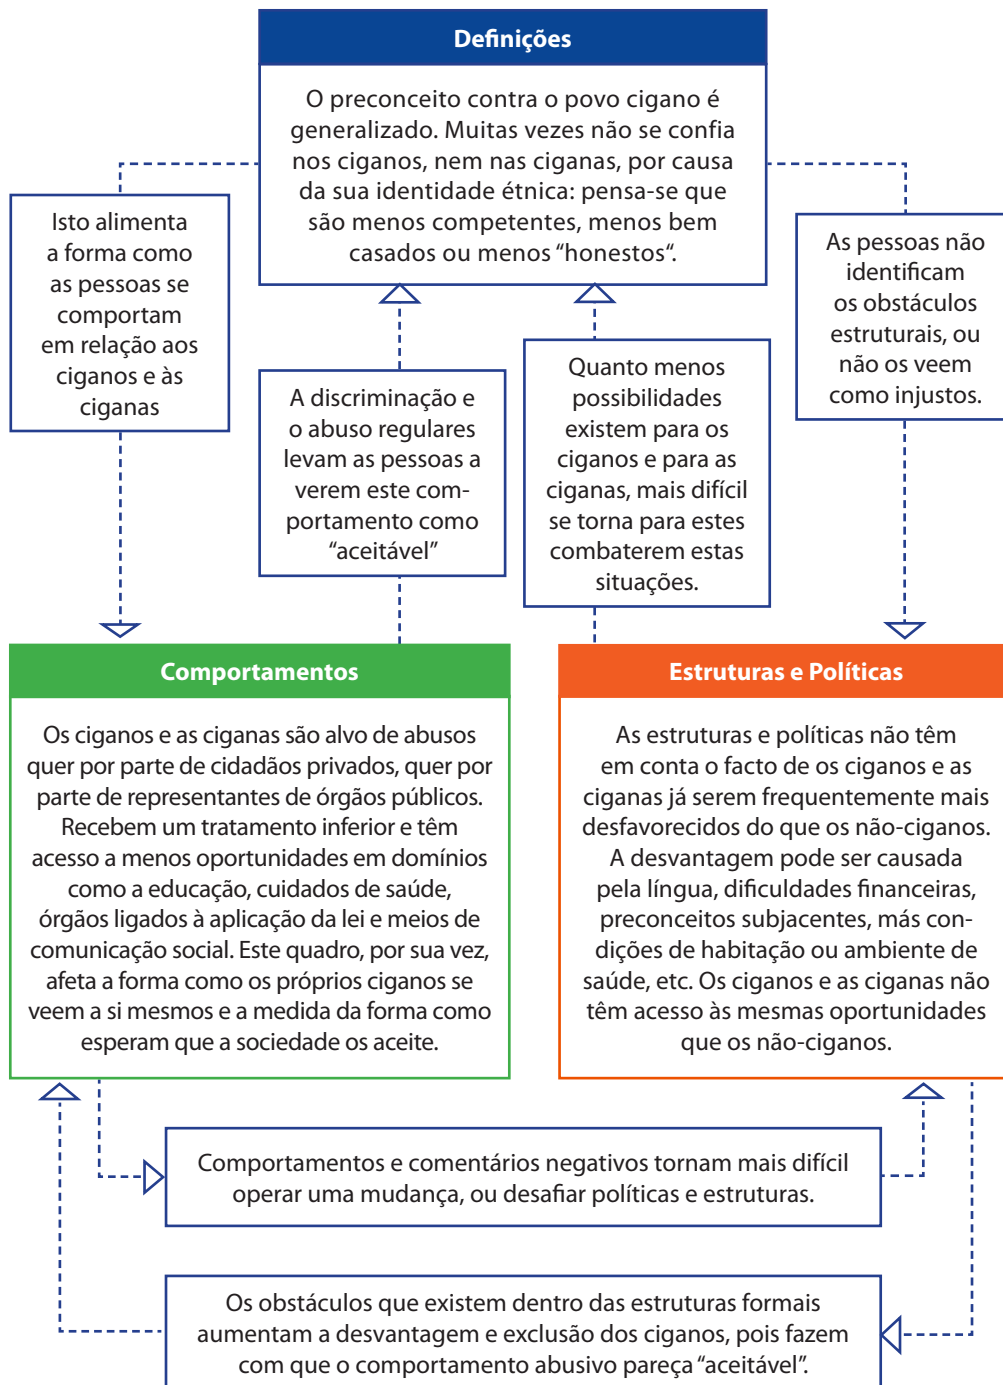 Definições
O preconceito contra o povo cigano é
generalizado. Muitas vezes não se confia
nos ciganos, nem nas ciganas, por causa
da sua identidade étnica: pensa-se que
são menos competentes, menos bem
casados ou menos “honestos“.
Isto alimenta
a forma como
as pessoas se
comportam
em relação aos
ciganos e às
ciganas
A discriminação e
o abuso regulares
levam as pessoas a
verem este com-
portamento como
“aceitável”
Quanto menos
possibilidades
existem para os
ciganos e para as
ciganas, mais difícil
se torna para estes
combaterem estas
situações.
As pessoas não
identificam
os obstáculos
estruturais, ou
não os veem
como injustos.
Comportamentos
Os ciganos e as ciganas são alvo de abusos
quer por parte de cidadãos privados, quer por
parte de representantes de órgãos públicos.
Recebem um tratamento inferior e têm
acesso a menos oportunidades em domínios
como a educação, cuidados de saúde,
órgãos ligados à aplicação da lei e meios de
comunicação social. Este quadro, por sua vez,
afeta a forma como os próprios ciganos se
veem a si mesmos e a medida da forma como
esperam que a sociedade os aceite.
Estruturas e Políticas
As estruturas e políticas não têm
em conta o facto de os ciganos e as
ciganas já serem frequentemente mais
desfavorecidos do que os não-ciganos.
A desvantagem pode ser causada
pela língua, dificuldades financeiras,
preconceitos subjacentes, más con-
dições de habitação ou ambiente de
saúde, etc. Os ciganos e as ciganas não
têm acesso às mesmas oportunidades
que os não-ciganos.
Comportamentos e comentários negativos tornam mais difícil
operar uma mudança, ou desafiar políticas e estruturas.
Os obstáculos que existem dentro das estruturas formais
aumentam a desvantagem e exclusão dos ciganos, pois fazem
com que o comportamento abusivo pareça “aceitável”.